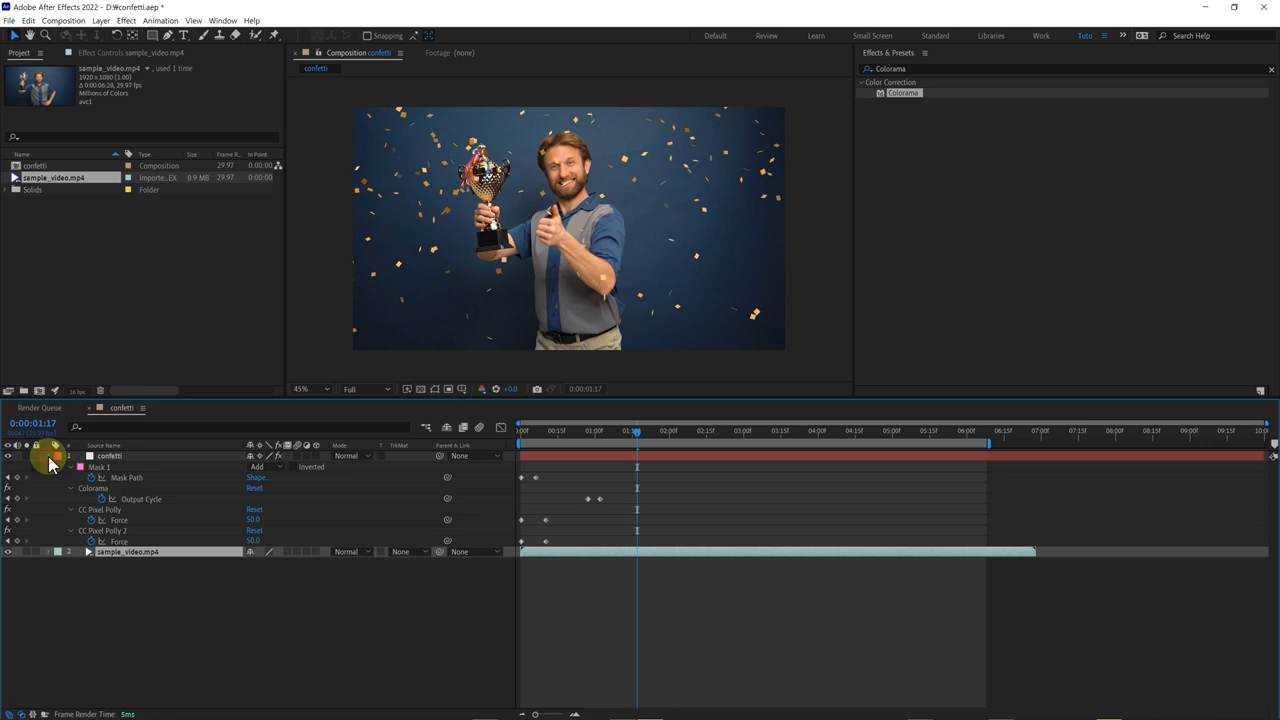 Adobe After Effects 2022 - D:\confetti.aep *
File Edit Composition Layer Effect Animation View Window Help
Snapping Default Review Learn Small Screen Standard Libraries Work Tuto Search Help
Project Effect Controls sample_video.mp4 Composition confetti Footage (none) Effects & Presets
sample_video.mp4 , used 1 time confetti Colorama
1920 x 1080 (1.00)
Δ 0:00:06:28, 29.97 fps
Millions of Colors
avc1
Color Correction
Colorama
Name Type Size Frame R... In Point
confetti Composition 29.97 0:00:00
sample_video.mp4 Importe...EX 8.9 MB 29.97 0:00:00
Solids Folder
16 bpc 45% Full +0.0 0:00:01:17
Render Queue confetti
0:00:01:17
# Source Name Mode T TrkMat Parent & Link
:00f 00:15f 01:00f 02:00f 02:15f 03:00f 03:15f 04:00f 04:15f 05:00f 05:15f 06:00f 06:15f 07:00f 07:15f 08:00f 08:15f 09:00f 09:15f 10:0
1 confetti Normal None
Mask 1 Add Inverted
Mask Path Shape...
Colorama Reset
Output Cycle
CC Pixel Polly Reset
Force 50.0
CC Pixel Polly 2 Reset
Force 50.0
2 sample_video.mp4 Normal None None
Frame Render Time: 5ms